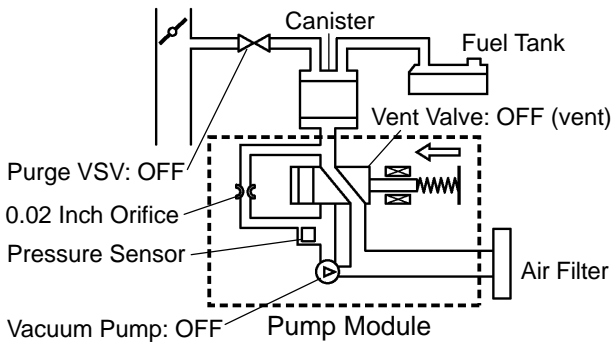 Canister
Fuel Tank
Vent Valve: OFF (vent)
Purge VSV: OFF
0.02 Inch Orifice
Pressure Sensor
Air Filter
Vacuum Pump: OFF
Pump Module